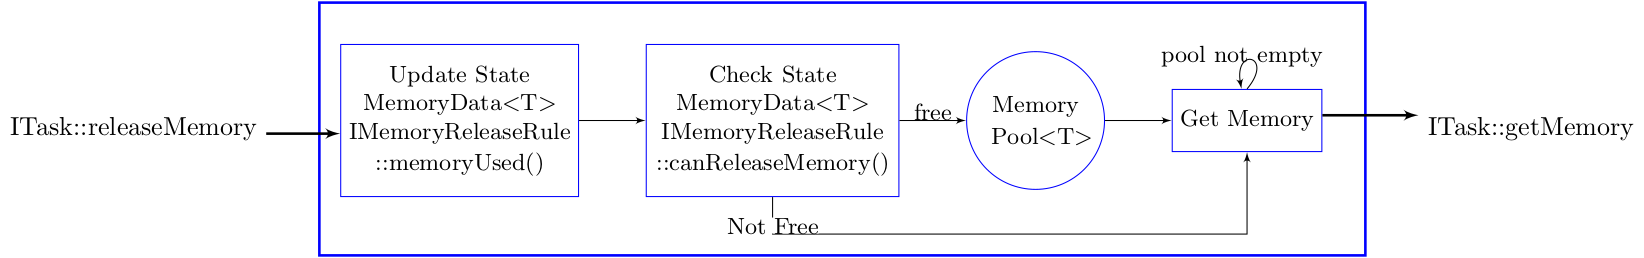 ITask::releaseMemory
Update State
MemoryData<T>
IMemoryReleaseRule
::memoryUsed()
Check State
MemoryData<T>
IMemoryReleaseRule
::canReleaseMemory()
free
Not Free
Memory
Pool<T>
pool not empty
Get Memory
ITask::getMemory